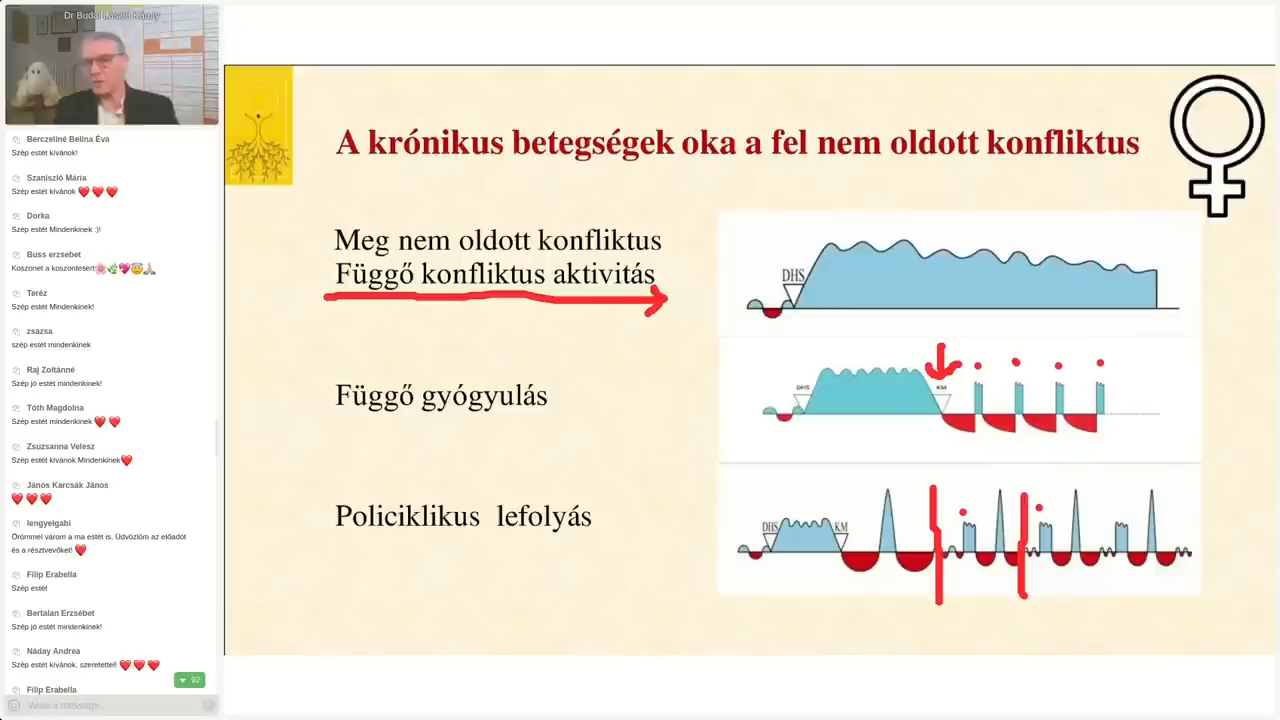 Dr Budai László Károly
Berczeliné Belina Éva
Szép estét kívánok!
Szaniszló Mária
Szép estét kívánok ❤️ ❤️ ❤️
Dorka
Szép estét Mindenkinek :)!
Buss erzsebet
Koszonet a koszontesert🌸🌿💖😇🙏🏼
Teréz
Szép estét Mindenkinek!
zsazsa
szép estét mindenkinek
Raj Zoltánné
Szép jó estét mindenkinek!
Tóth Magdolna
Szép estét mindenkinek ❤️ ❤️
Zsuzsanna Velesz
Szép estét kívánok Mindenkinek❤️
János Karcsák János
❤️ ❤️ ❤️
lengyelgabi
Örömmel várom a ma estét is. Üdvözlöm az előadót
és a résztvevőket! ❤️
Filip Erabella
Szép estét
Bertalan Erzsébet
Szép jó estét mindenkinek!
Náday Andrea
Szép estét kívánok, szeretettel! ❤️ ❤️ ❤️
92
Filip Erabella
Write a message...
A krónikus betegségek oka a fel nem oldott konfliktus
Meg nem oldott konfliktus
Függő konfliktus aktivitás
DHS
Függő gyógyulás
DHS KM
Policiklikus lefolyás
DHS KM